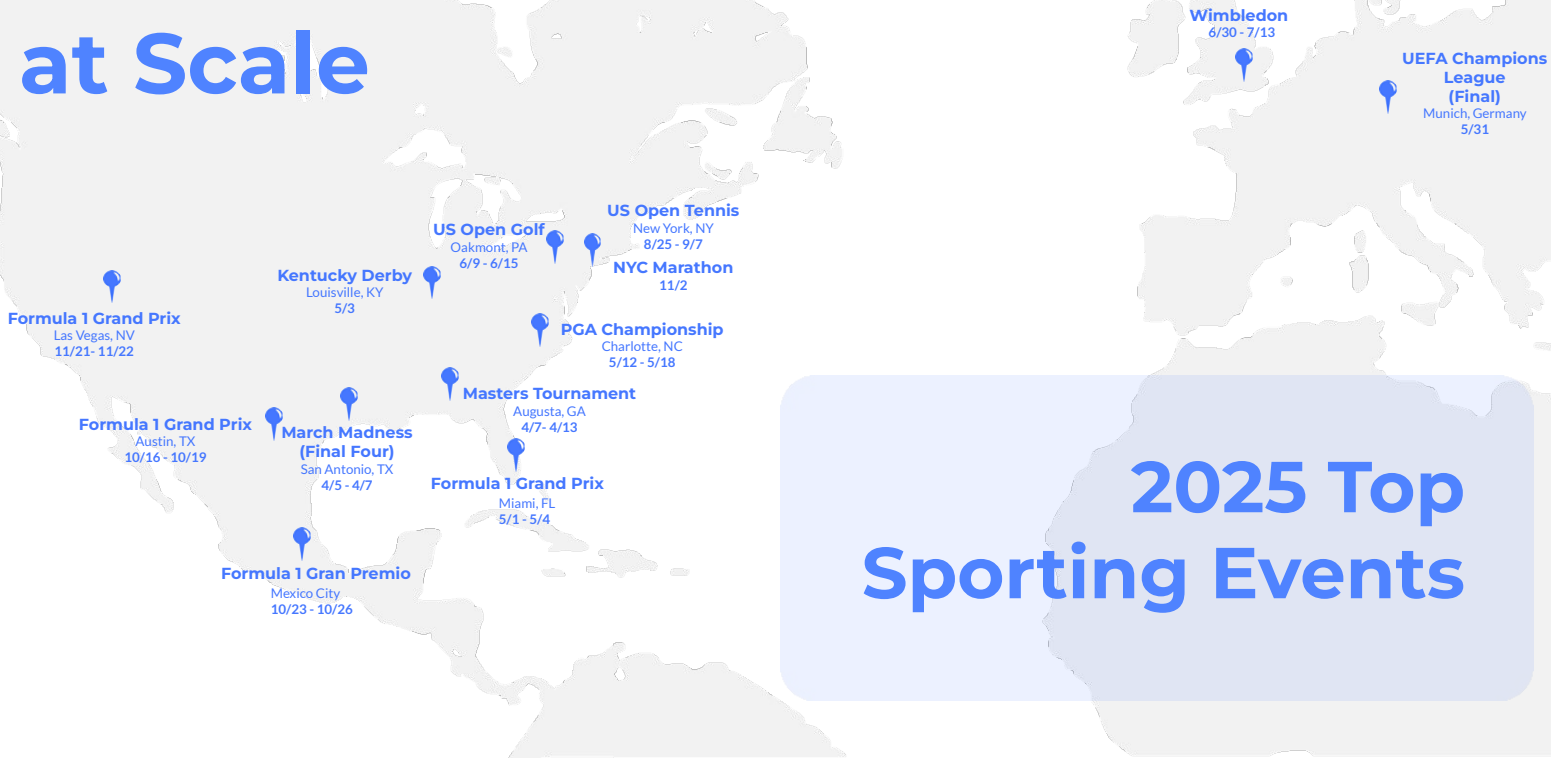 at Scale
Wimbledon
6/30 - 7/13
UEFA Champions
League
(Final)
Munich, Germany
5/31
US Open Tennis
New York, NY
8/25 - 9/7
US Open Golf
Oakmont, PA
6/9 - 6/15
NYC Marathon
11/2
Kentucky Derby
Louisville, KY
5/3
Formula 1 Grand Prix
Las Vegas, NV
11/21- 11/22
PGA Championship
Charlotte, NC
5/12 - 5/18
Masters Tournament
Augusta, GA
4/7- 4/13
Formula 1 Grand Prix
Austin, TX
10/16 - 10/19
March Madness
(Final Four)
San Antonio, TX
4/5 - 4/7
Formula 1 Grand Prix
Miami, FL
5/1 - 5/4
Formula 1 Gran Premio
Mexico City
10/23 - 10/26
2025 Top
Sporting Events